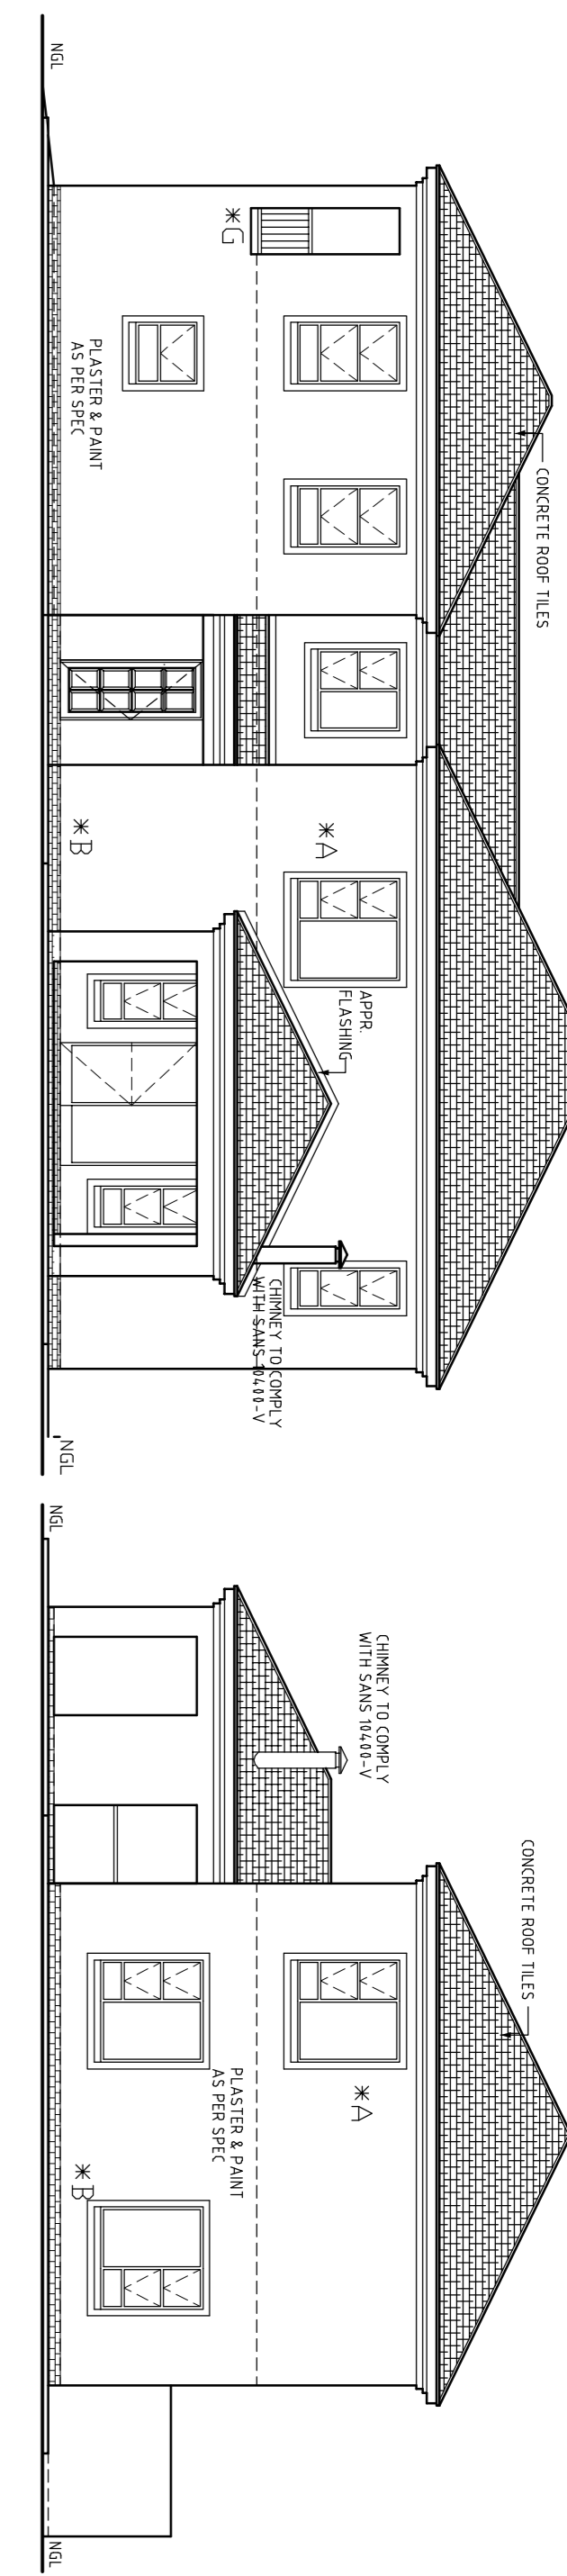 NGL
*G
PLASTER & PAINT
AS PER SPEC
CONCRETE ROOF TILES
*B
*A
APPR.
FLASHING
CHIMNEY TO COMPLY
WITH SANS 10400-V
NGL
NGL
CHIMNEY TO COMPLY
WITH SANS 10400-V
CONCRETE ROOF TILES
*A
PLASTER & PAINT
AS PER SPEC
*B
NGL